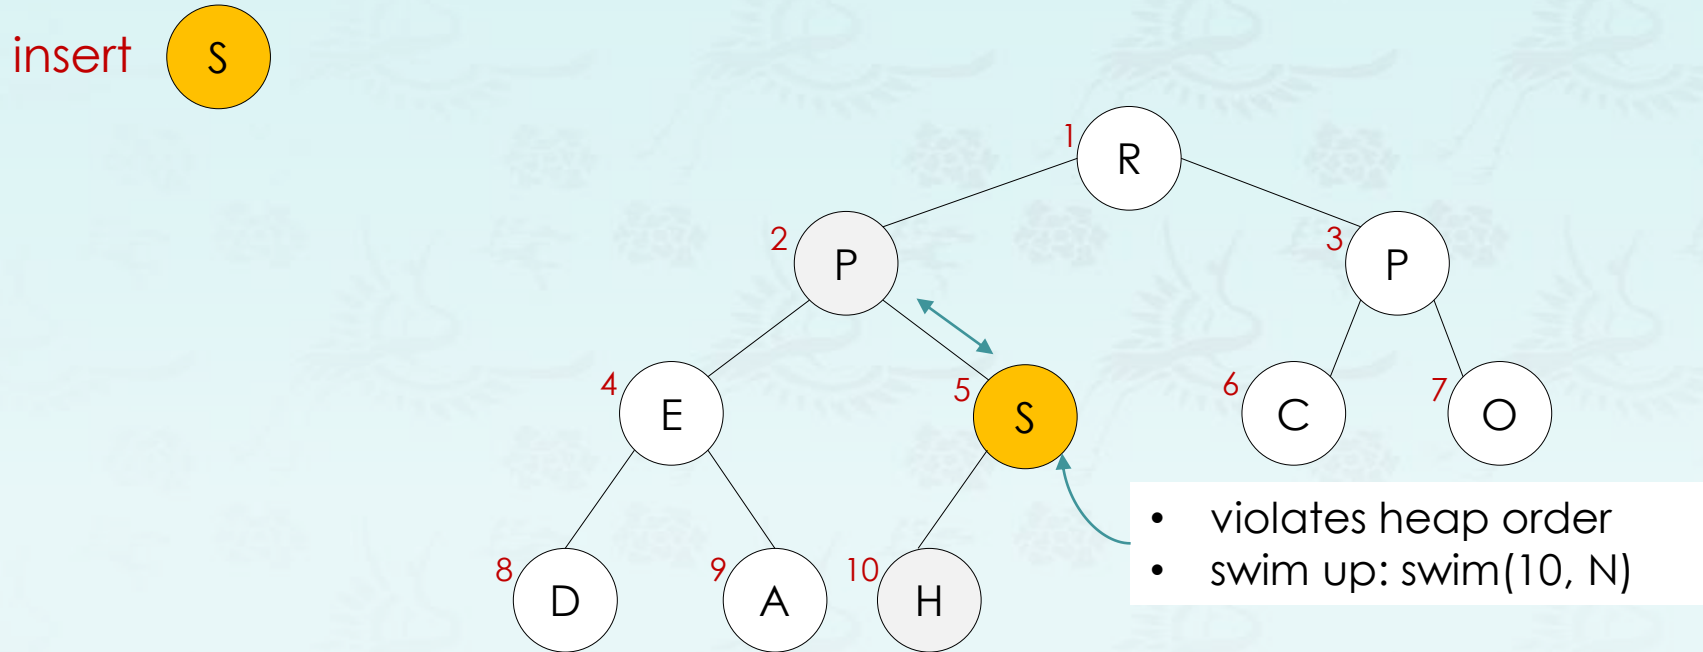 insert S
1 R
2 P 3 P
4 E 5 S 6 C 7 O
• violates heap order
• swim up: swim(10, N)
8 D 9 A 10 H